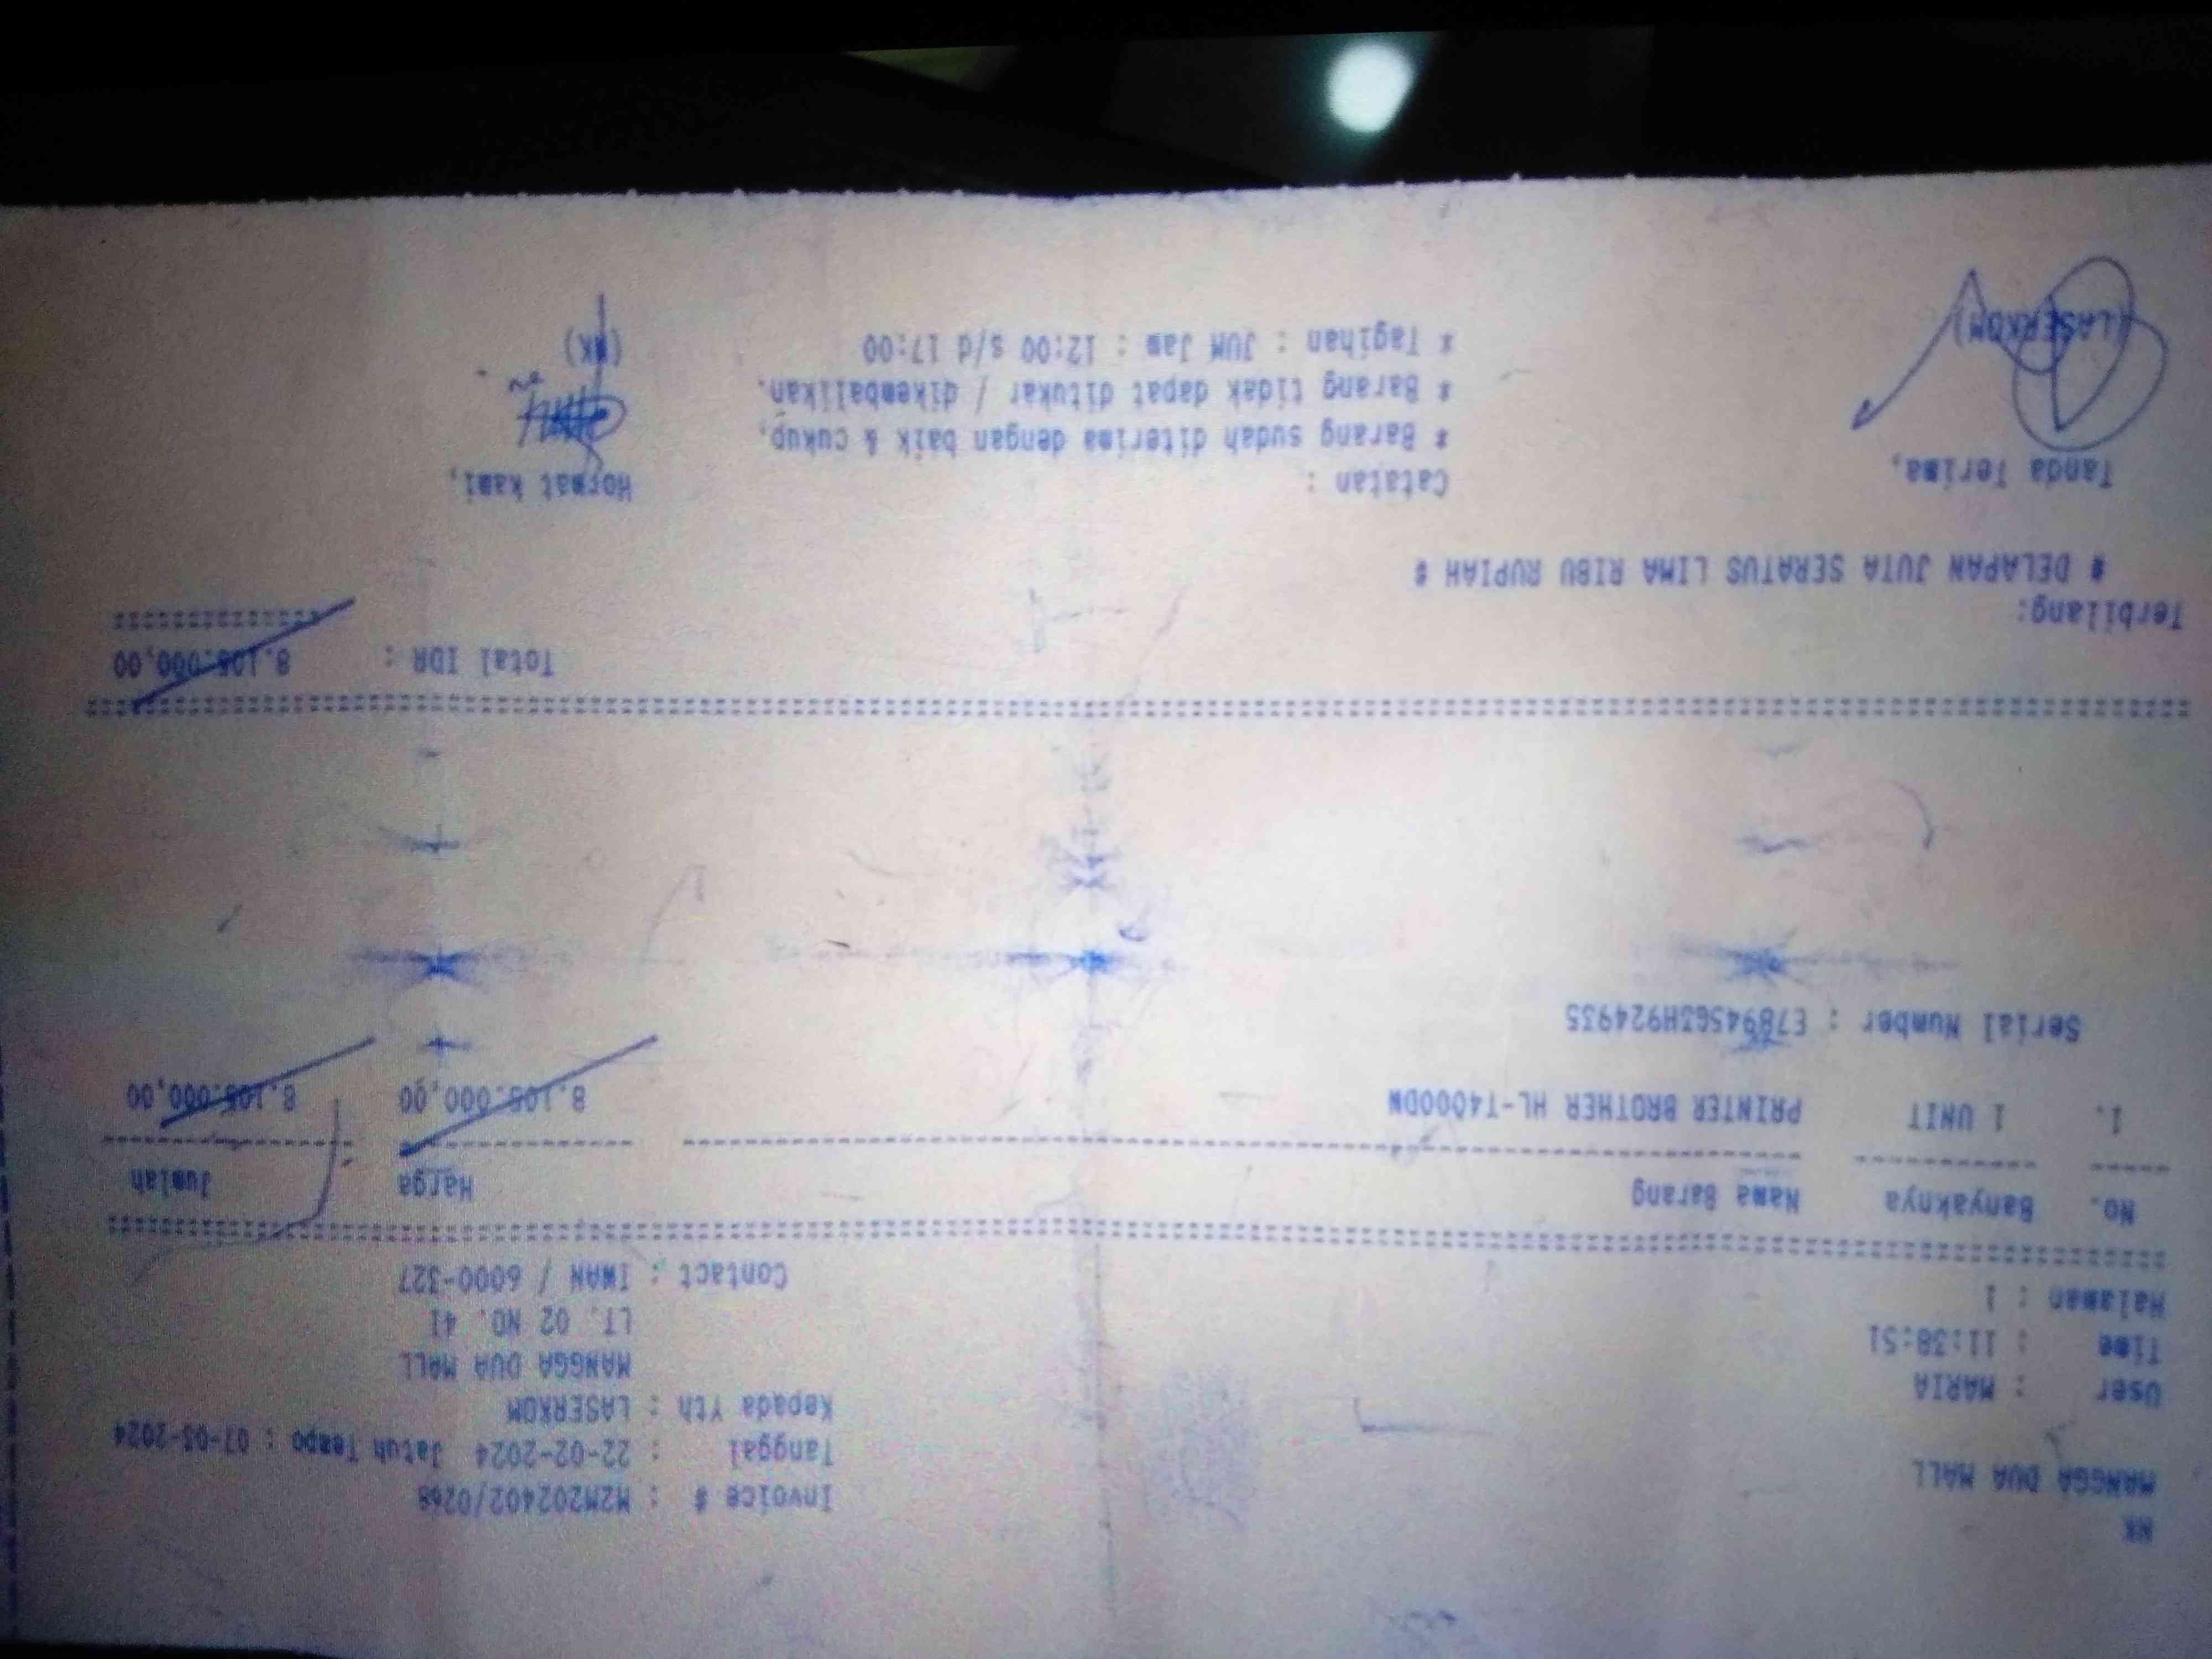 NK
MANGGA DUA MALL
Invoice # : M2M202402/0268
Tanggal : 22-02-2024 Jatuh Tempo : 07-03-2024
User : MARIA
Kepada Yth : LASERKOM
Time : 11:38:51
MANGGA DUA MALL
Halaman : 1
LT. 02 NO. 41
Contact : IWAN / 6000-327
No. Banyaknya Nama Barang Harga Jumlah
1. 1 UNIT PRINTER BROTHER HL-T4000DW 8.105.000,00 8.105.000,00
Serial Number : E78945G3H924935
Total IDR : 8.105.000,00
Terbilang:
# DELAPAN JUTA SERATUS LIMA RIBU RUPIAH #
Tanda Terima, Catatan : Hormat kami,
* Barang sudah diterima dengan baik & cukup.
* Barang tidak dapat ditukar / dikembalikan.
(LASERKOM) * Tagihan : JUM Jam : 12:00 s/d 17:00 (NK)